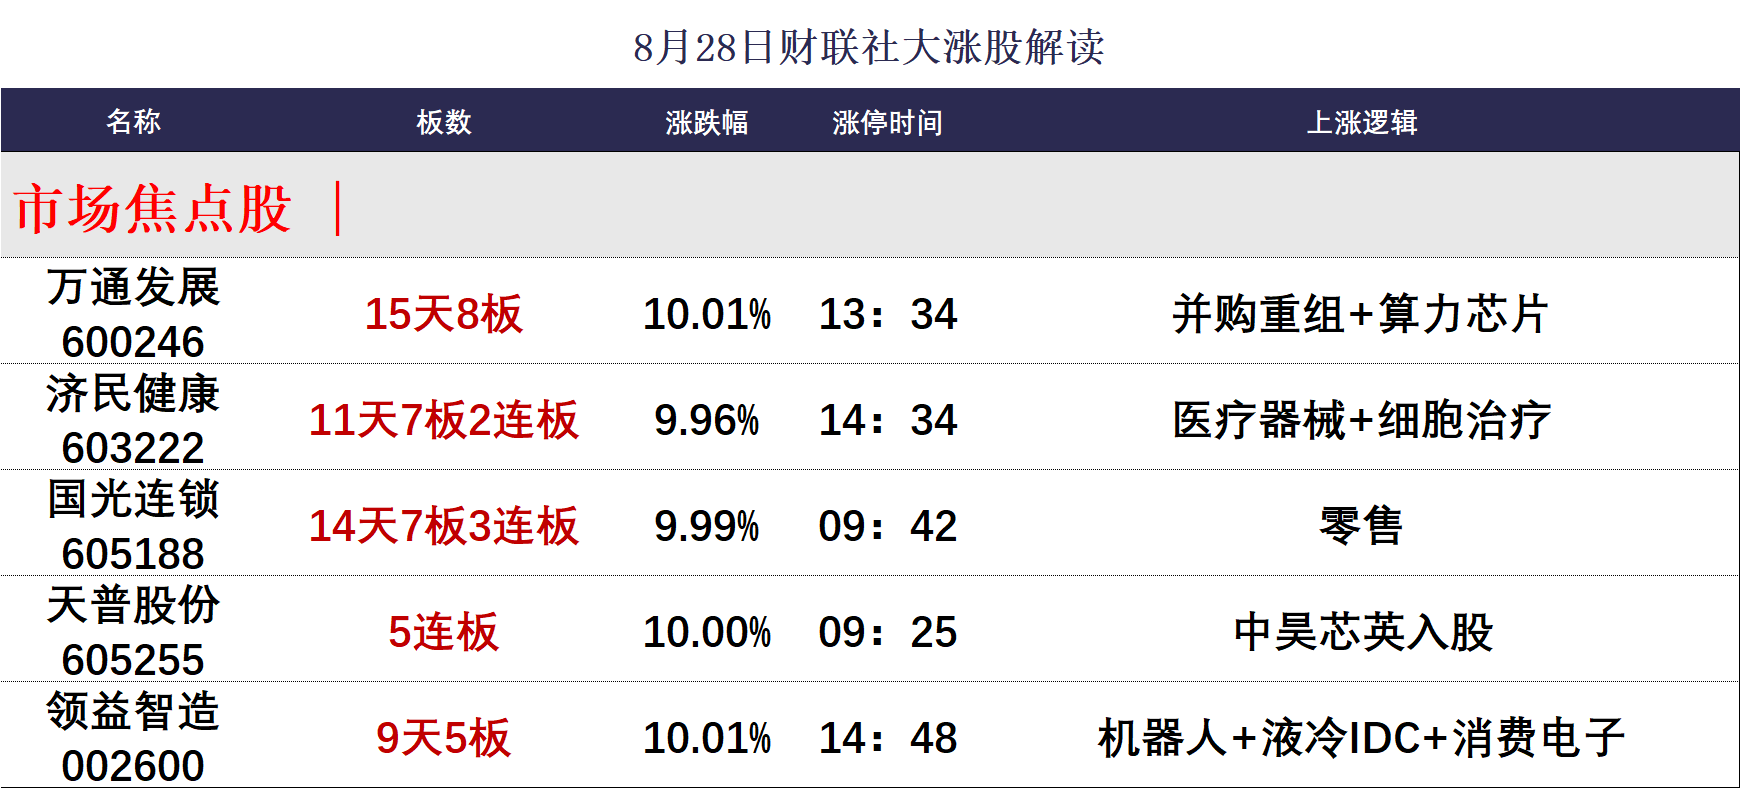 8月28日财联社大涨股解读
名称 板数 涨跌幅 涨停时间 上涨逻辑
市场焦点股 |
万通发展
600246 15天8板 10.01% 13：34 并购重组+算力芯片
济民健康
603222 11天7板2连板 9.96% 14：34 医疗器械+细胞治疗
国光连锁
605188 14天7板3连板 9.99% 09：42 零售
天普股份
605255 5连板 10.00% 09：25 中昊芯英入股
领益智造
002600 9天5板 10.01% 14：48 机器人+液冷IDC+消费电子